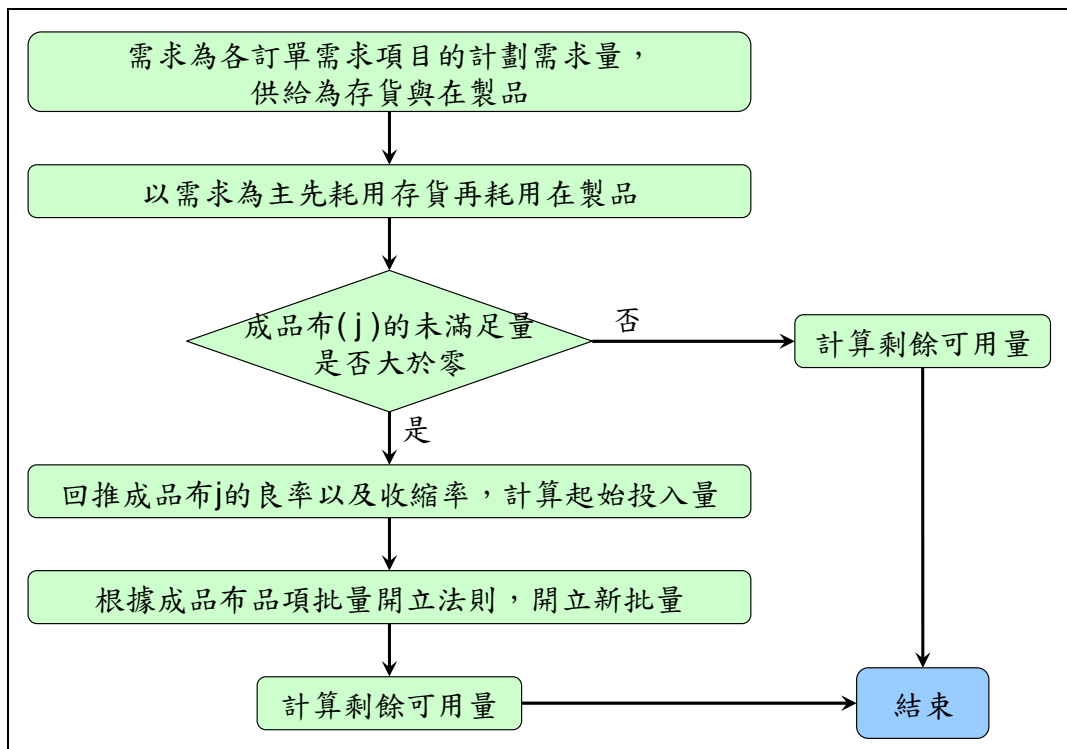 需求為各訂單需求項目的計劃需求量，
供給為存貨與在製品
以需求為主先耗用存貨再耗用在製品
成品布(j)的未滿足量
是否大於零
否
計算剩餘可用量
是
回推成品布j的良率以及收縮率，計算起始投入量
根據成品布品項批量開立法則，開立新批量
計算剩餘可用量
結束